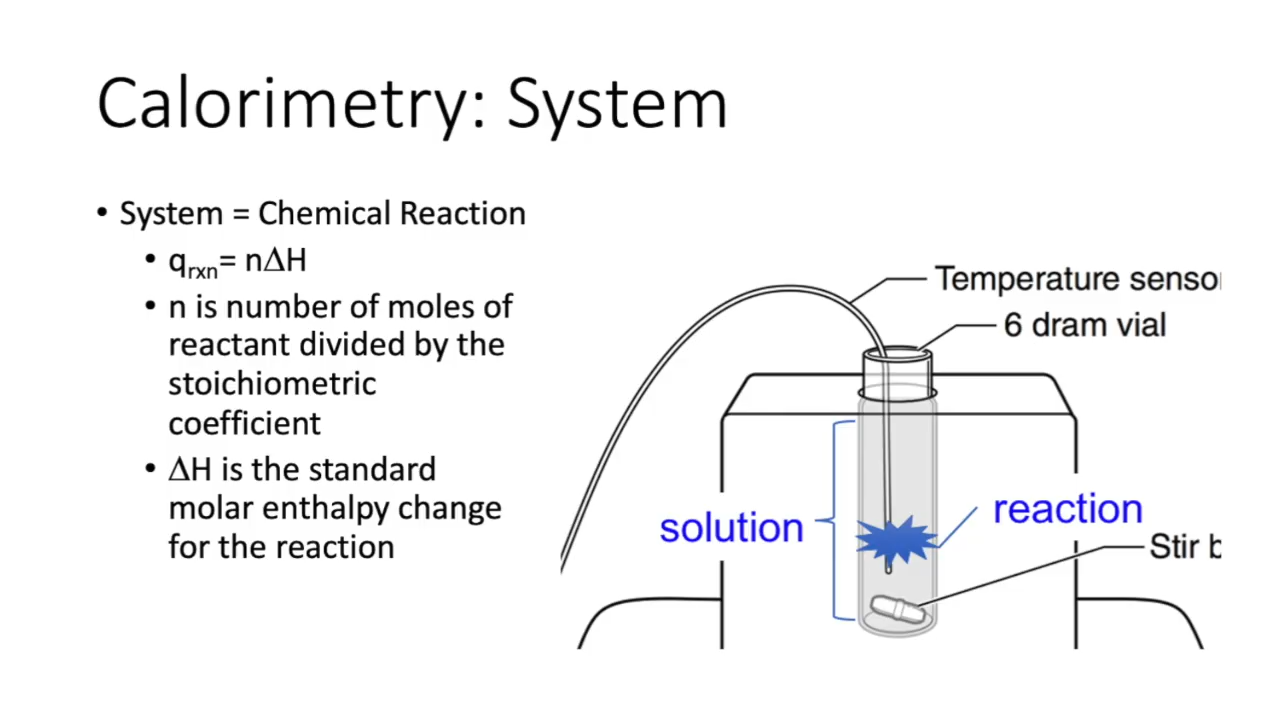 Calorimetry: System
• System = Chemical Reaction
• qrxn= nΔH
• n is number of moles of
reactant divided by the
stoichiometric
coefficient
• ΔH is the standard
molar enthalpy change
for the reaction
Temperature senso
6 dram vial
solution
reaction
Stir b